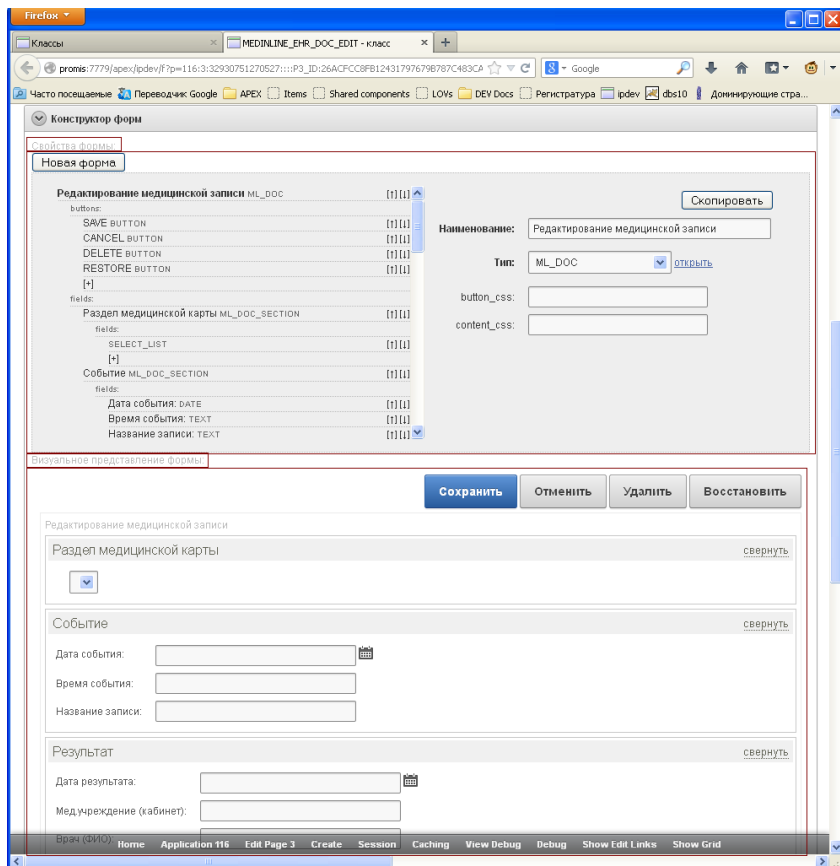 Firefox
Классы
MEDINLINE_EHR_DOC_EDIT - класс
promis:7779/apex/ipdev/f?p=116:3:32930751270527::::P3_ID:26ACFCC8FB12431797679B787C483CA
Google
Часто посещаемые Переводчик Google APEX Items Shared components LOVs DEV Docs Регистратура ipdev dbs10 Доминирующие стра...
Конструктор форм
Свойства формы:
Новая форма
Редактирование медицинской записи ML_DOC [↑][↓]
buttons:
SAVE BUTTON [↑][↓]
CANCEL BUTTON [↑][↓]
DELETE BUTTON [↑][↓]
RESTORE BUTTON [↑][↓]
[+]
fields:
Раздел медицинской карты ML_DOC_SECTION [↑][↓]
fields:
SELECT_LIST [↑][↓]
[+]
Событие ML_DOC_SECTION [↑][↓]
fields:
Дата события: DATE [↑][↓]
Время события: TEXT [↑][↓]
Название записи: TEXT [↑][↓]
Скопировать
Наименование: Редактирование медицинской записи
Тип: ML_DOC открыть
button_css:
content_css:
Визуальное представление формы:
Сохранить Отменить Удалить Восстановить
Редактирование медицинской записи
Раздел медицинской карты свернуть
Событие свернуть
Дата события:
Время события:
Название записи:
Результат свернуть
Дата результата:
Мед.учреждение (кабинет):
Врач (ФИО):
Home Application 116 Edit Page 3 Create Session Caching View Debug Debug Show Edit Links Show Grid